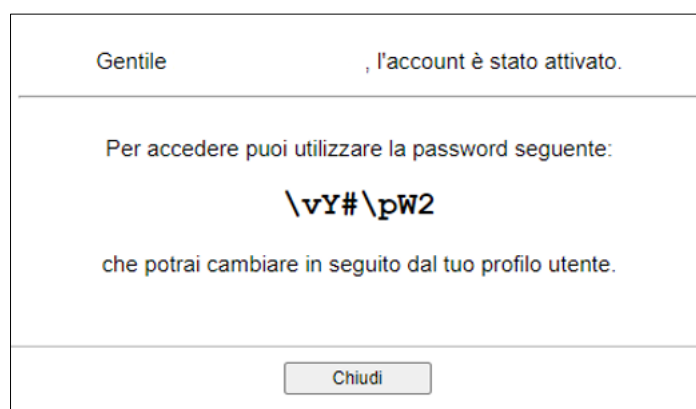 Gentile , l'account è stato attivato.
Per accedere puoi utilizzare la password seguente:
\vY#\pW2
che potrai cambiare in seguito dal tuo profilo utente.
Chiudi